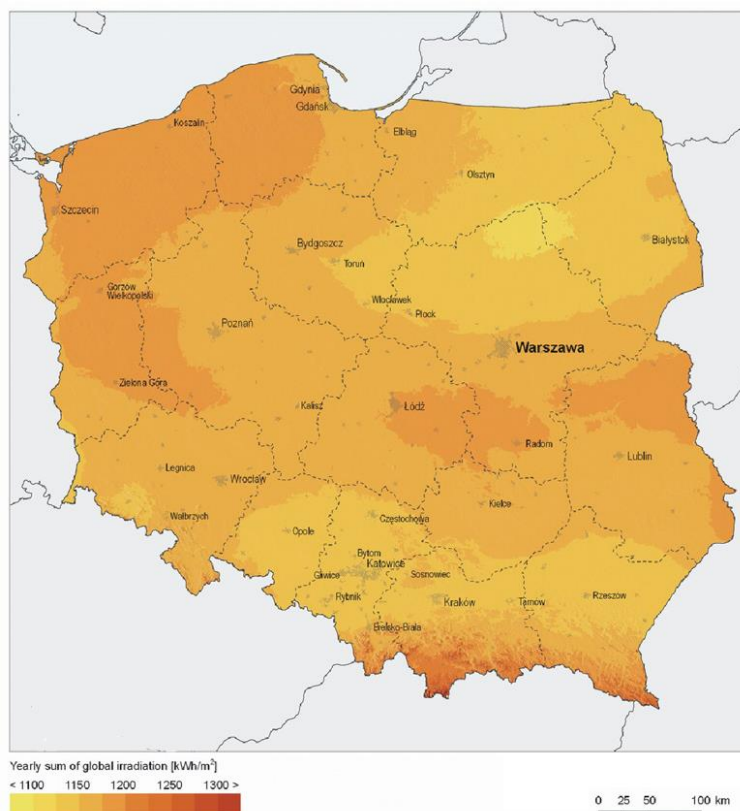 Gdynia
Gdańsk
Koszalin
Elbląg
Olsztyn
Szczecin
Białystok
Bydgoszcz
Toruń
Gorzów
Wielkopolski
Włocławek
Płock
Poznań
Warszawa
Zielona Góra
Kalisz
Łódź
Radom
Lublin
Legnica
Wrocław
Kielce
Wałbrzych
Częstochowa
Opole
Bytom
Katowice
Gliwice
Sosnowiec
Rybnik
Kraków
Tarnów
Rzeszów
Bielsko-Biała
Yearly sum of global irradiation [kWh/m²]
< 1100 1150 1200 1250 1300 >
0 25 50 100 km